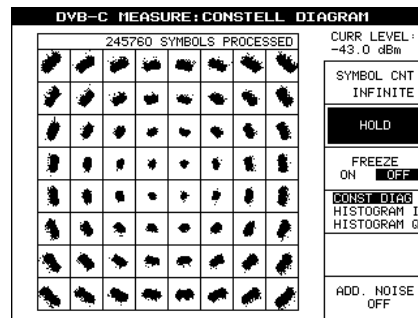 DVB-C MEASURE:CONSTELL DIAGRAM
245760 SYMBOLS PROCESSED
CURR LEVEL:
-43.0 dBm
SYMBOL CNT
INFINITE
HOLD
FREEZE
ON OFF
CONST DIAG
HISTOGRAM I
HISTOGRAM Q
ADD. NOISE
OFF